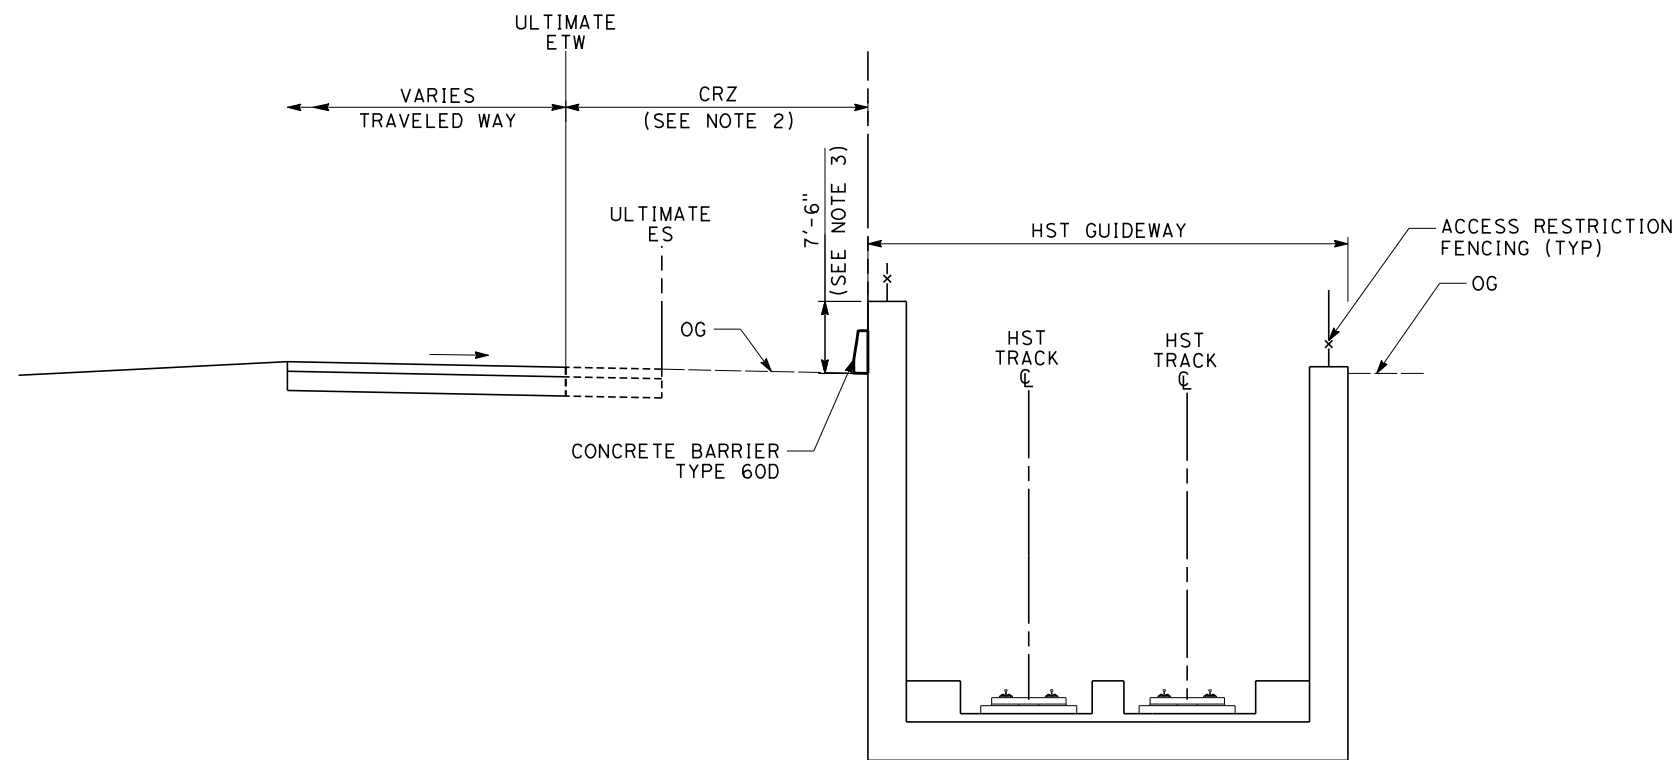 ULTIMATE
ETW
VARIES
TRAVELED WAY
CRZ
(SEE NOTE 2)
7'-6"
(SEE NOTE 3)
ULTIMATE
ES
HST GUIDEWAY
ACCESS RESTRICTION
FENCING (TYP)
OG
OG
HST
TRACK
℄
HST
TRACK
℄
CONCRETE BARRIER
TYPE 60D